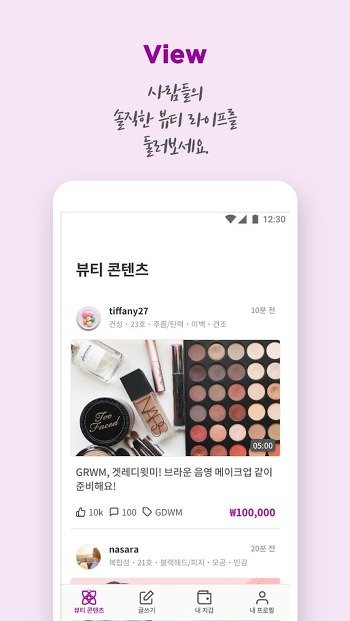 View
사람들의
솔직한 뷰티 라이프를
둘러보세요.
12:30
뷰티 콘텐츠
tiffany27
10분 전
건성 · 23호 · 주름/탄력 · 미백 · 건조
Too Faced
NARS
05:00
GRWM, 겟레디윗미! 브라운 음영 메이크업 같이
준비해요!
10k 100 GDWM ₩100,000
nasara
20분 전
복합성 · 21호 · 블랙헤드/피지 · 모공 · 민감
뷰티 콘텐츠 글쓰기 내 지갑 내 프로필